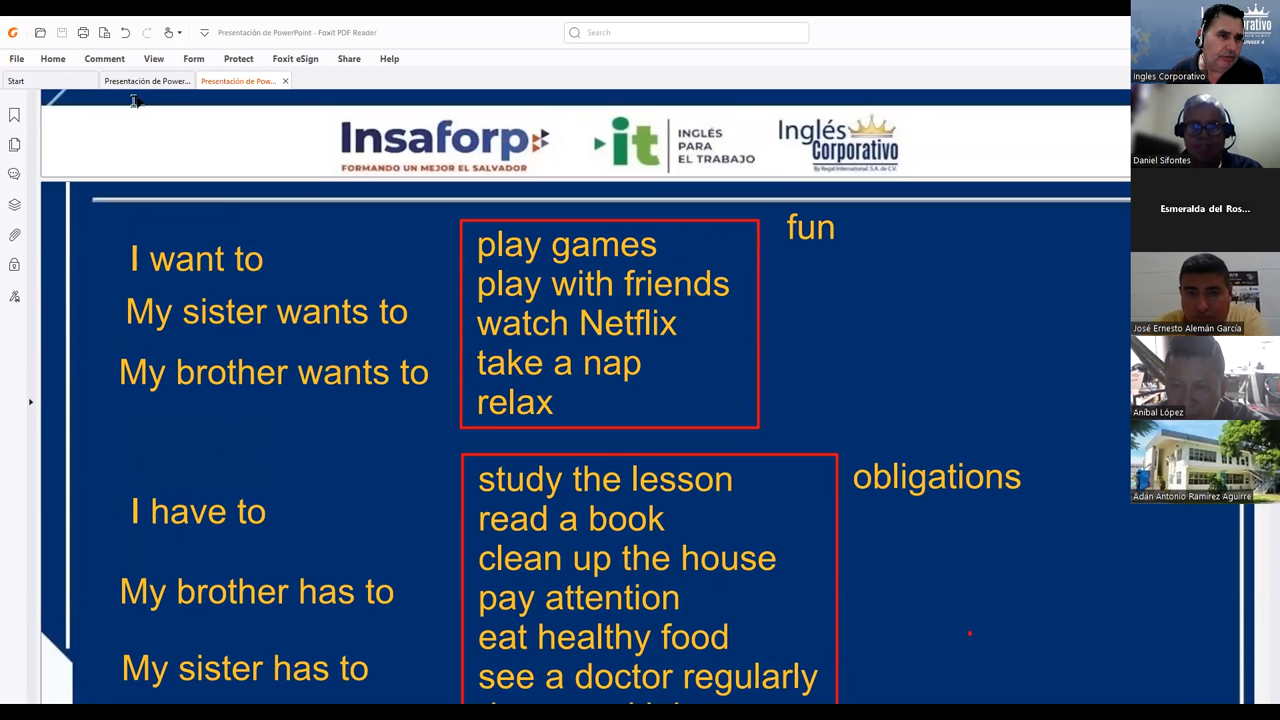 Presentación de PowerPoint - Foxit PDF Reader
Search
File Home Comment View Form Protect Foxit eSign Share Help
Start
Presentación de Power...
Presentación de Pow...
Insaforp
FORMANDO UN MEJOR EL SALVADOR
it
INGLÉS
PARA
EL TRABAJO
Inglés
Corporativo
By Regal International, S.A. de C.V.
I want to
My sister wants to
My brother wants to
play games
play with friends
watch Netflix
take a nap
relax
fun
I have to
My brother has to
My sister has to
study the lesson
read a book
clean up the house
pay attention
eat healthy food
see a doctor regularly
obligations
Ingles Corporativo
Daniel Sifontes
Esmeralda del Ros...
José Ernesto Alemán García
Aníbal López
Adán Antonio Ramírez Aguirre